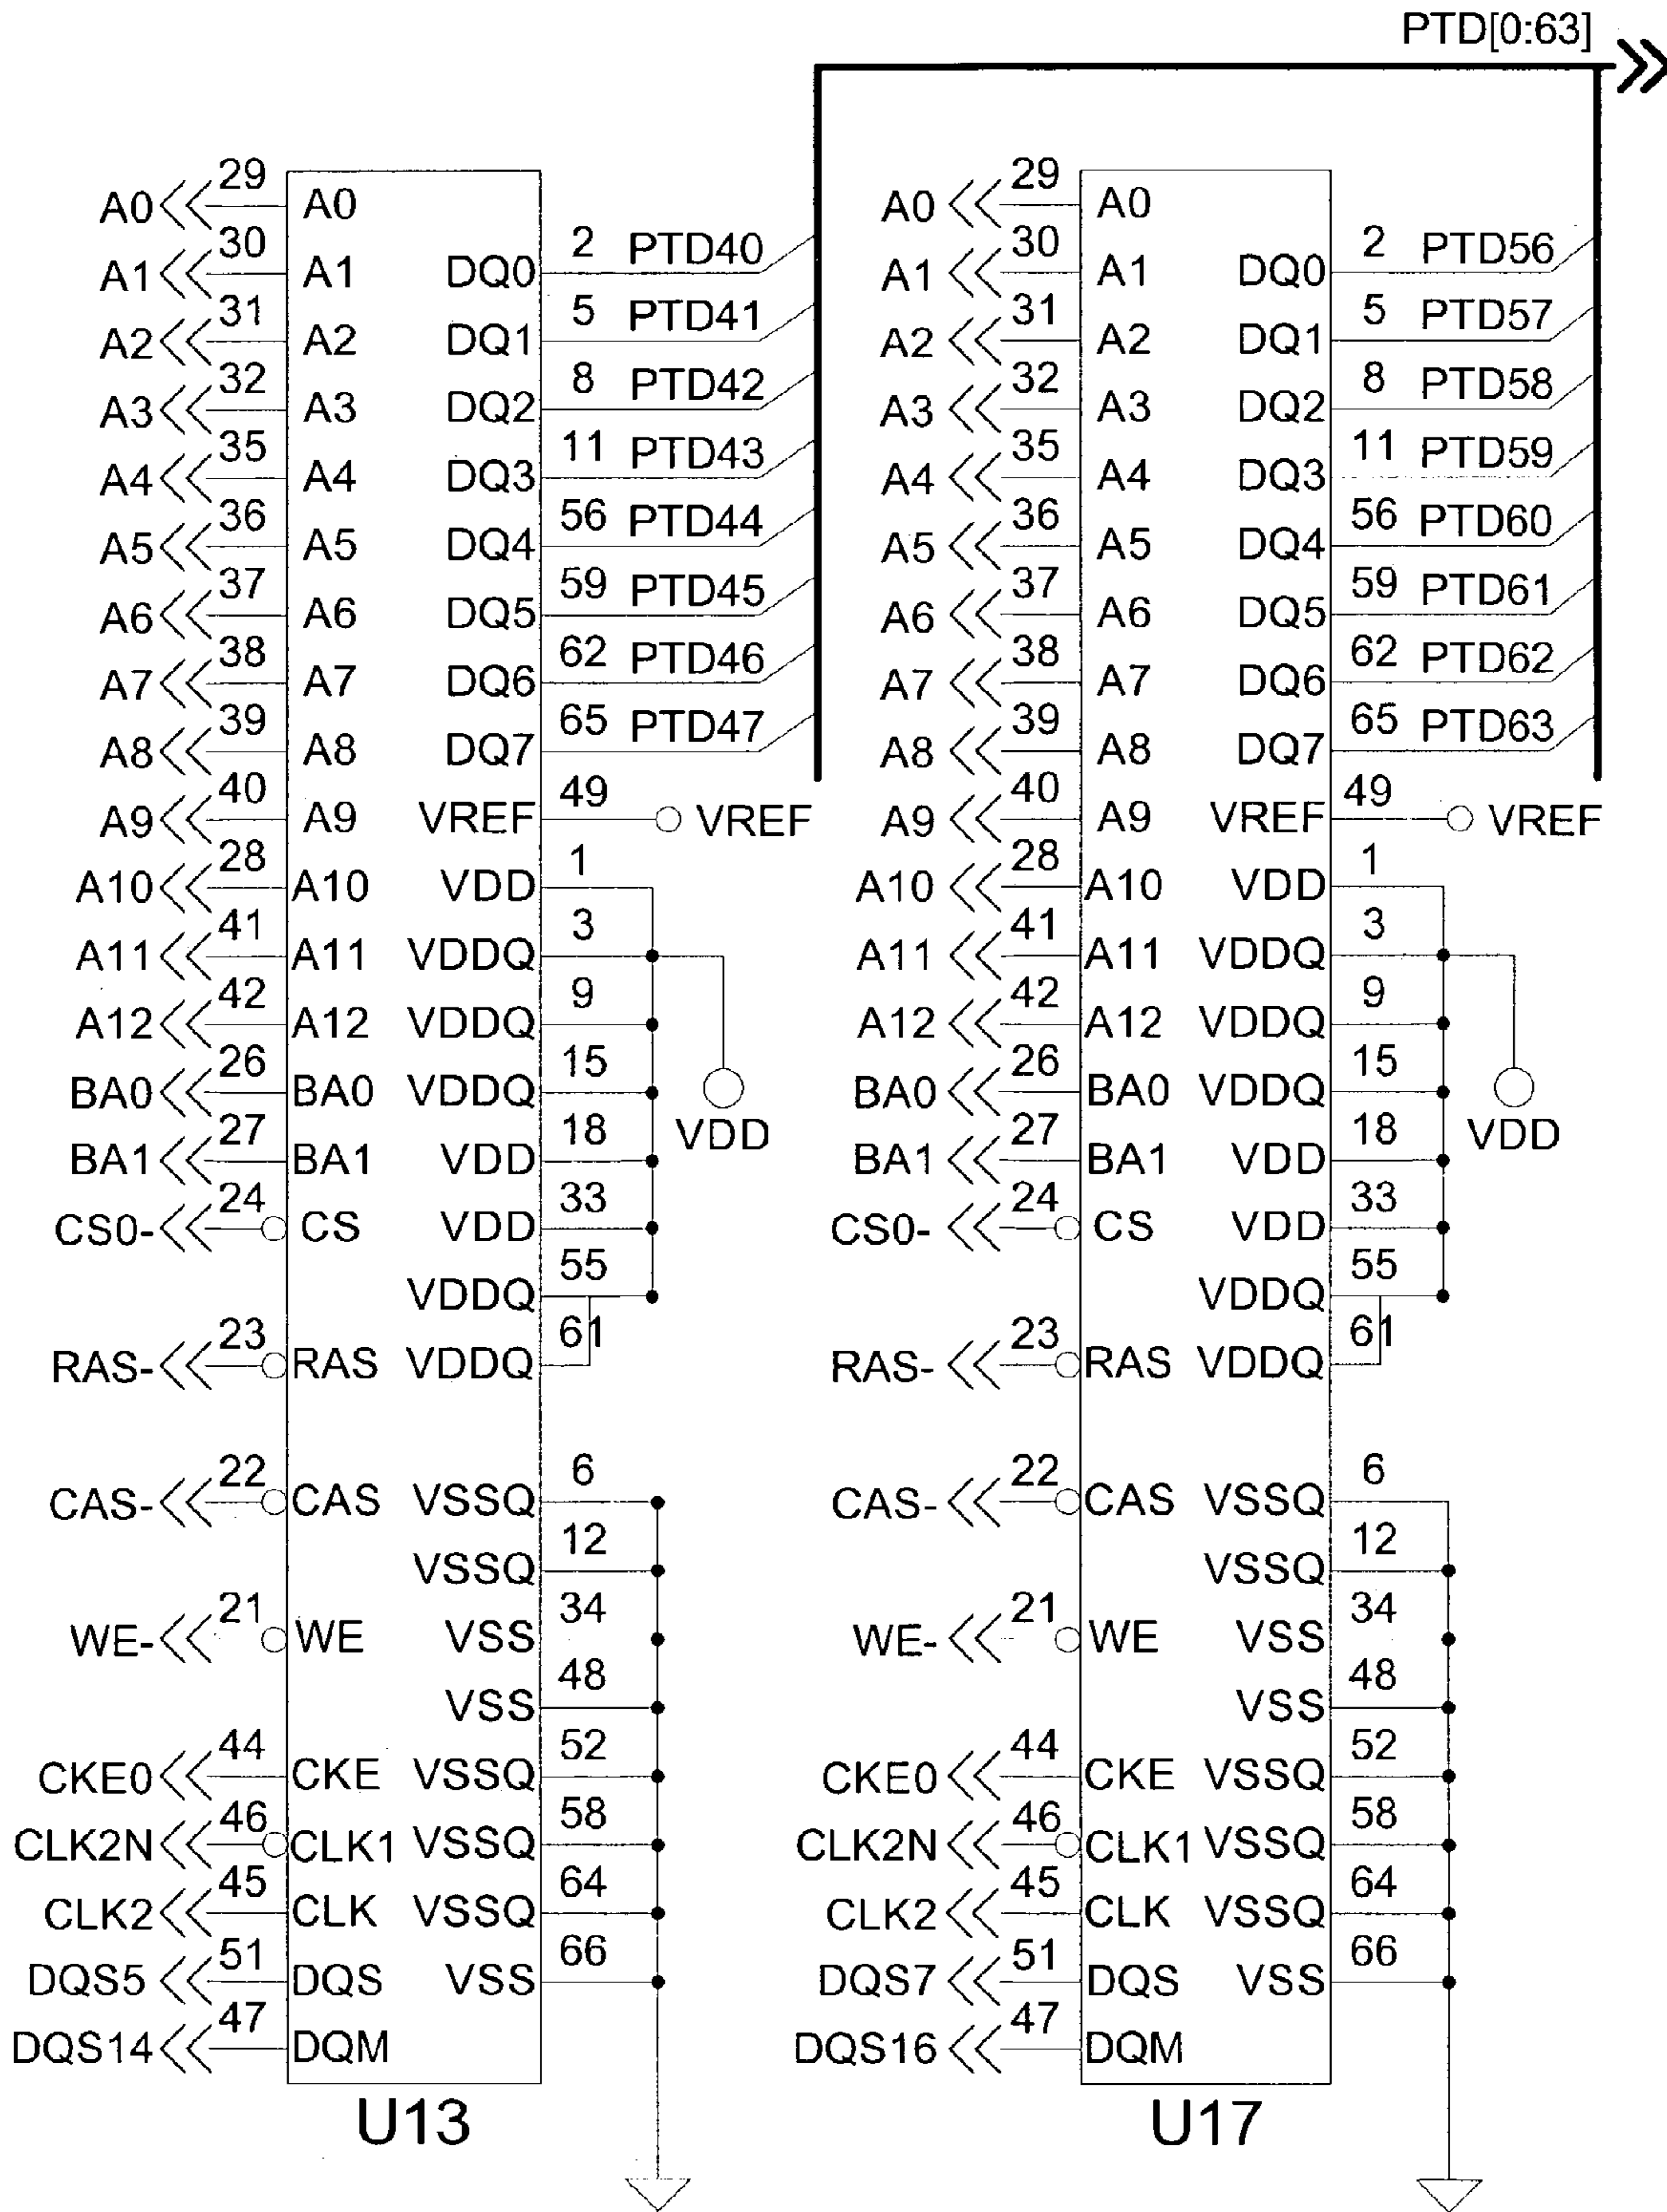 PTD[0:63]
29 29
A0 A0 A0 A0
30 2 PTD40 30 2 PTD56
A1 A1 DQ0 A1 A1 DQ0
31 5 PTD41 31 5 PTD57
A2 A2 DQ1 A2 A2 DQ1
32 8 PTD42 32 8 PTD58
A3 A3 DQ2 A3 A3 DQ2
35 11 PTD43 35 11 PTD59
A4 A4 DQ3 A4 A4 DQ3
36 56 PTD44 36 56 PTD60
A5 A5 DQ4 A5 A5 DQ4
37 59 PTD45 37 59 PTD61
A6 A6 DQ5 A6 A6 DQ5
38 62 PTD46 38 62 PTD62
A7 A7 DQ6 A7 A7 DQ6
39 65 PTD47 39 65 PTD63
A8 A8 DQ7 A8 A8 DQ7
40 49 40 49
A9 A9 VREF VREF A9 A9 VREF VREF
28 1 28 1
A10 A10 VDD A10 A10 VDD
41 3 41 3
A11 A11 VDDQ A11 A11 VDDQ
42 9 42 9
A12 A12 VDDQ A12 A12 VDDQ
26 15 26 15
BA0 BA0 VDDQ BA0 BA0 VDDQ
27 18 VDD 27 18 VDD
BA1 BA1 VDD BA1 BA1 VDD
24 33 24 33
CS0- CS VDD CS0- CS VDD
55 55
VDDQ VDDQ
23 61 23 61
RAS- RAS VDDQ RAS- RAS VDDQ
22 6 22 6
CAS- CAS VSSQ CAS- CAS VSSQ
12 12
VSSQ VSSQ
21 34 21 34
WE- WE VSS WE- WE VSS
48 48
VSS VSS
44 52 44 52
CKE0 CKE VSSQ CKE0 CKE VSSQ
46 58 46 58
CLK2N CLK1 VSSQ CLK2N CLK1 VSSQ
45 64 45 64
CLK2 CLK VSSQ CLK2 CLK VSSQ
51 66 51 66
DQS5 DQS VSS DQS7 DQS VSS
47 47
DQS14 DQM DQS16 DQM
U13 U17